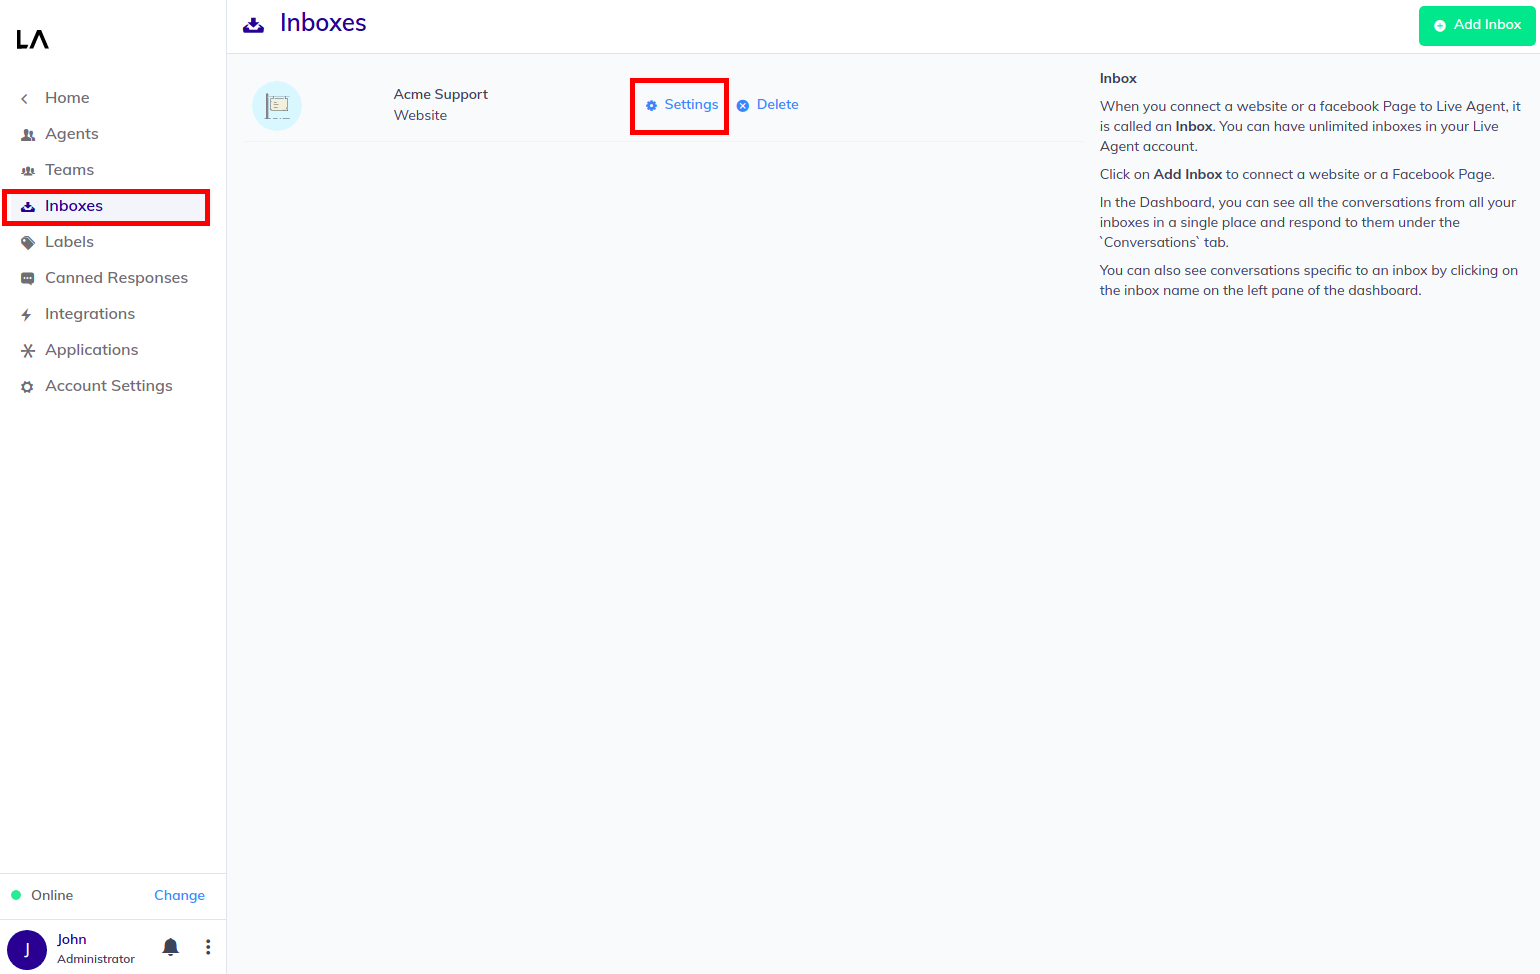 LA
Home
Agents
Teams
Inboxes
Labels
Canned Responses
Integrations
Applications
Account Settings
Online Change
J John
Administrator
Inboxes
Add Inbox
Acme Support
Website
Settings Delete
Inbox
When you connect a website or a facebook Page to Live Agent, it
is called an Inbox. You can have unlimited inboxes in your Live
Agent account.
Click on Add Inbox to connect a website or a Facebook Page.
In the Dashboard, you can see all the conversations from all your
inboxes in a single place and respond to them under the
`Conversations` tab.
You can also see conversations specific to an inbox by clicking on
the inbox name on the left pane of the dashboard.